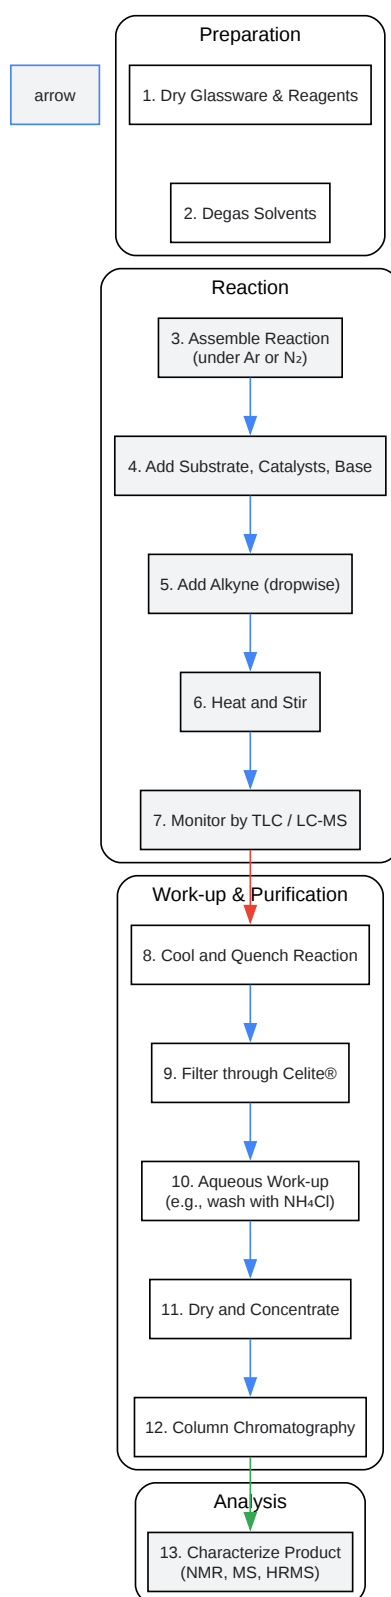 Preparation
arrow
1. Dry Glassware & Reagents
2. Degas Solvents
Reaction
3. Assemble Reaction
(under Ar or N₂)
4. Add Substrate, Catalysts, Base
5. Add Alkyne (dropwise)
6. Heat and Stir
7. Monitor by TLC / LC-MS
Work-up & Purification
8. Cool and Quench Reaction
9. Filter through Celite®
10. Aqueous Work-up
(e.g., wash with NH₄Cl)
11. Dry and Concentrate
12. Column Chromatography
Analysis
13. Characterize Product
(NMR, MS, HRMS)